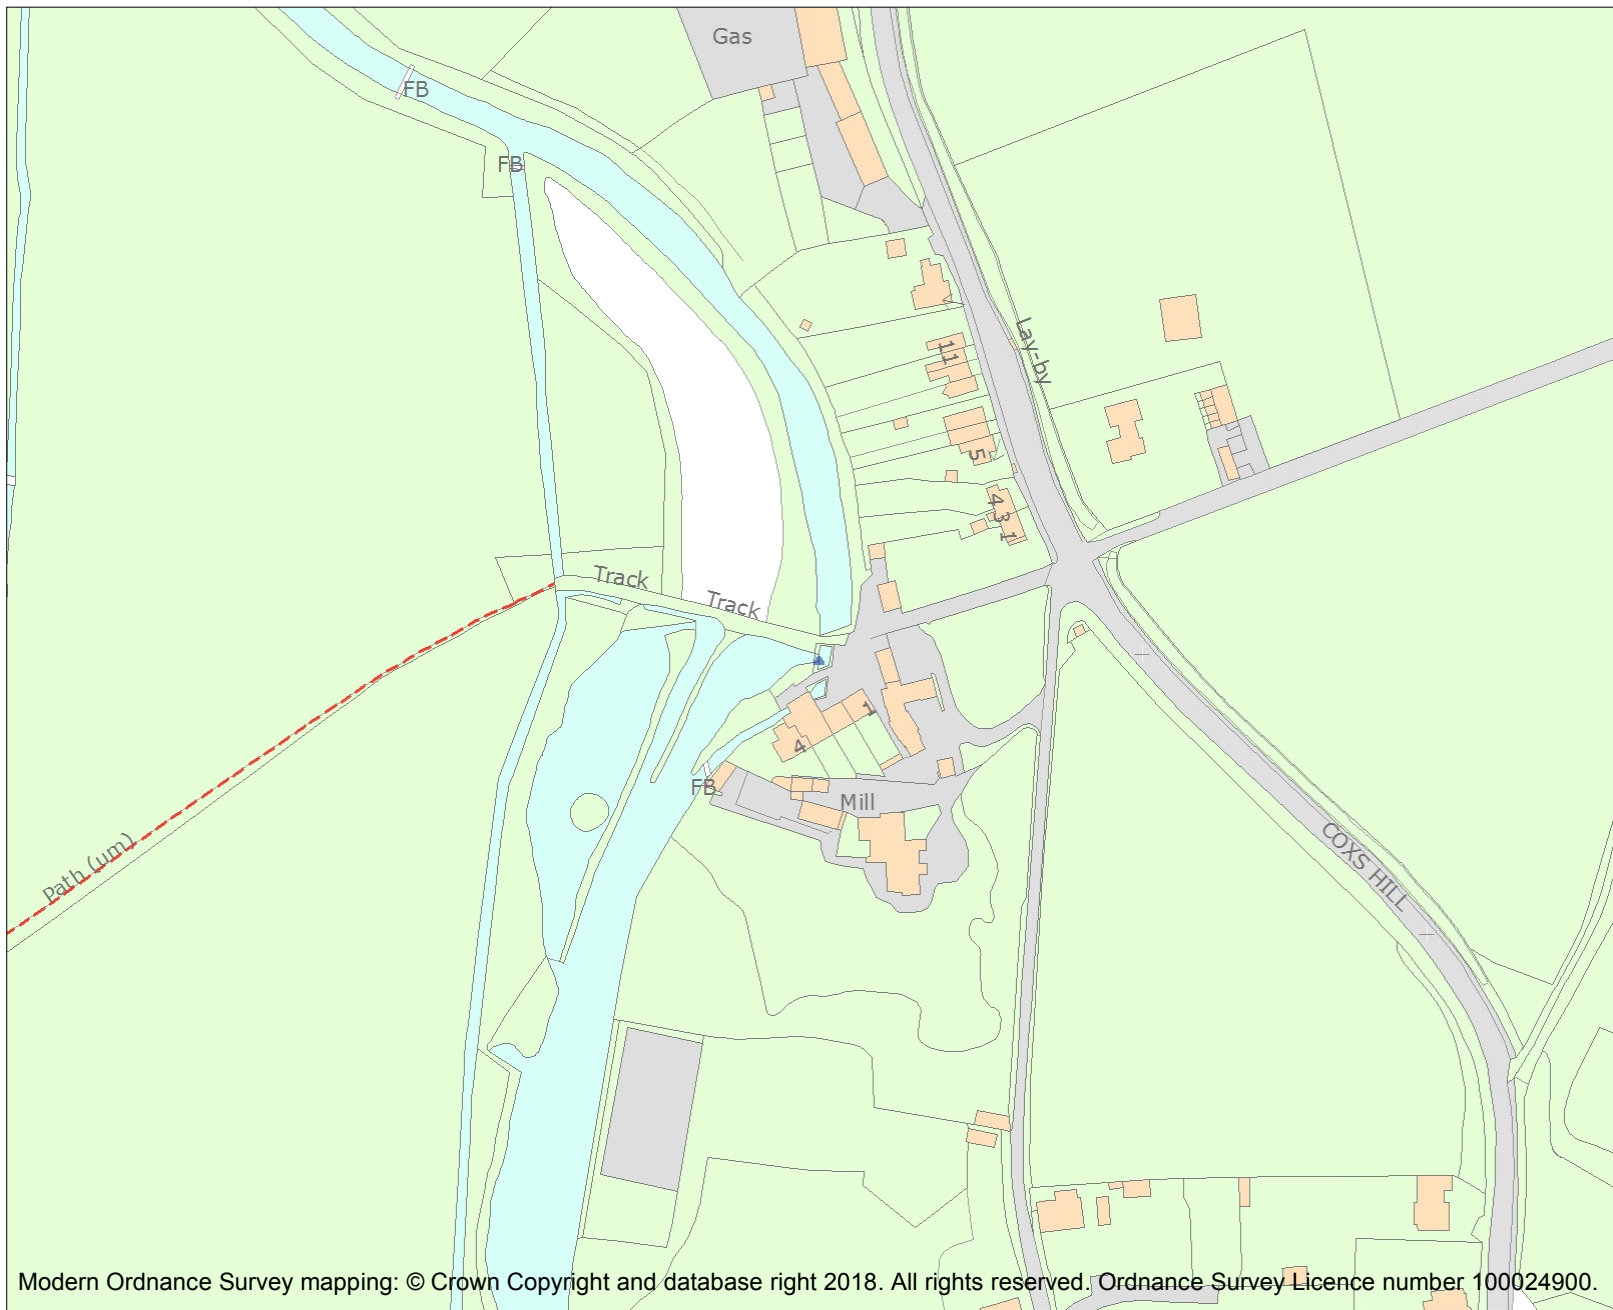 Gas
FB
FB
Lay-by
11
5
4
3
1
Track
Track
1
4
FB
Mill
Path (um)
COXS HILL
Modern Ordnance Survey mapping: © Crown Copyright and database right 2018. All rights reserved. Ordnance Survey Licence number 100024900.